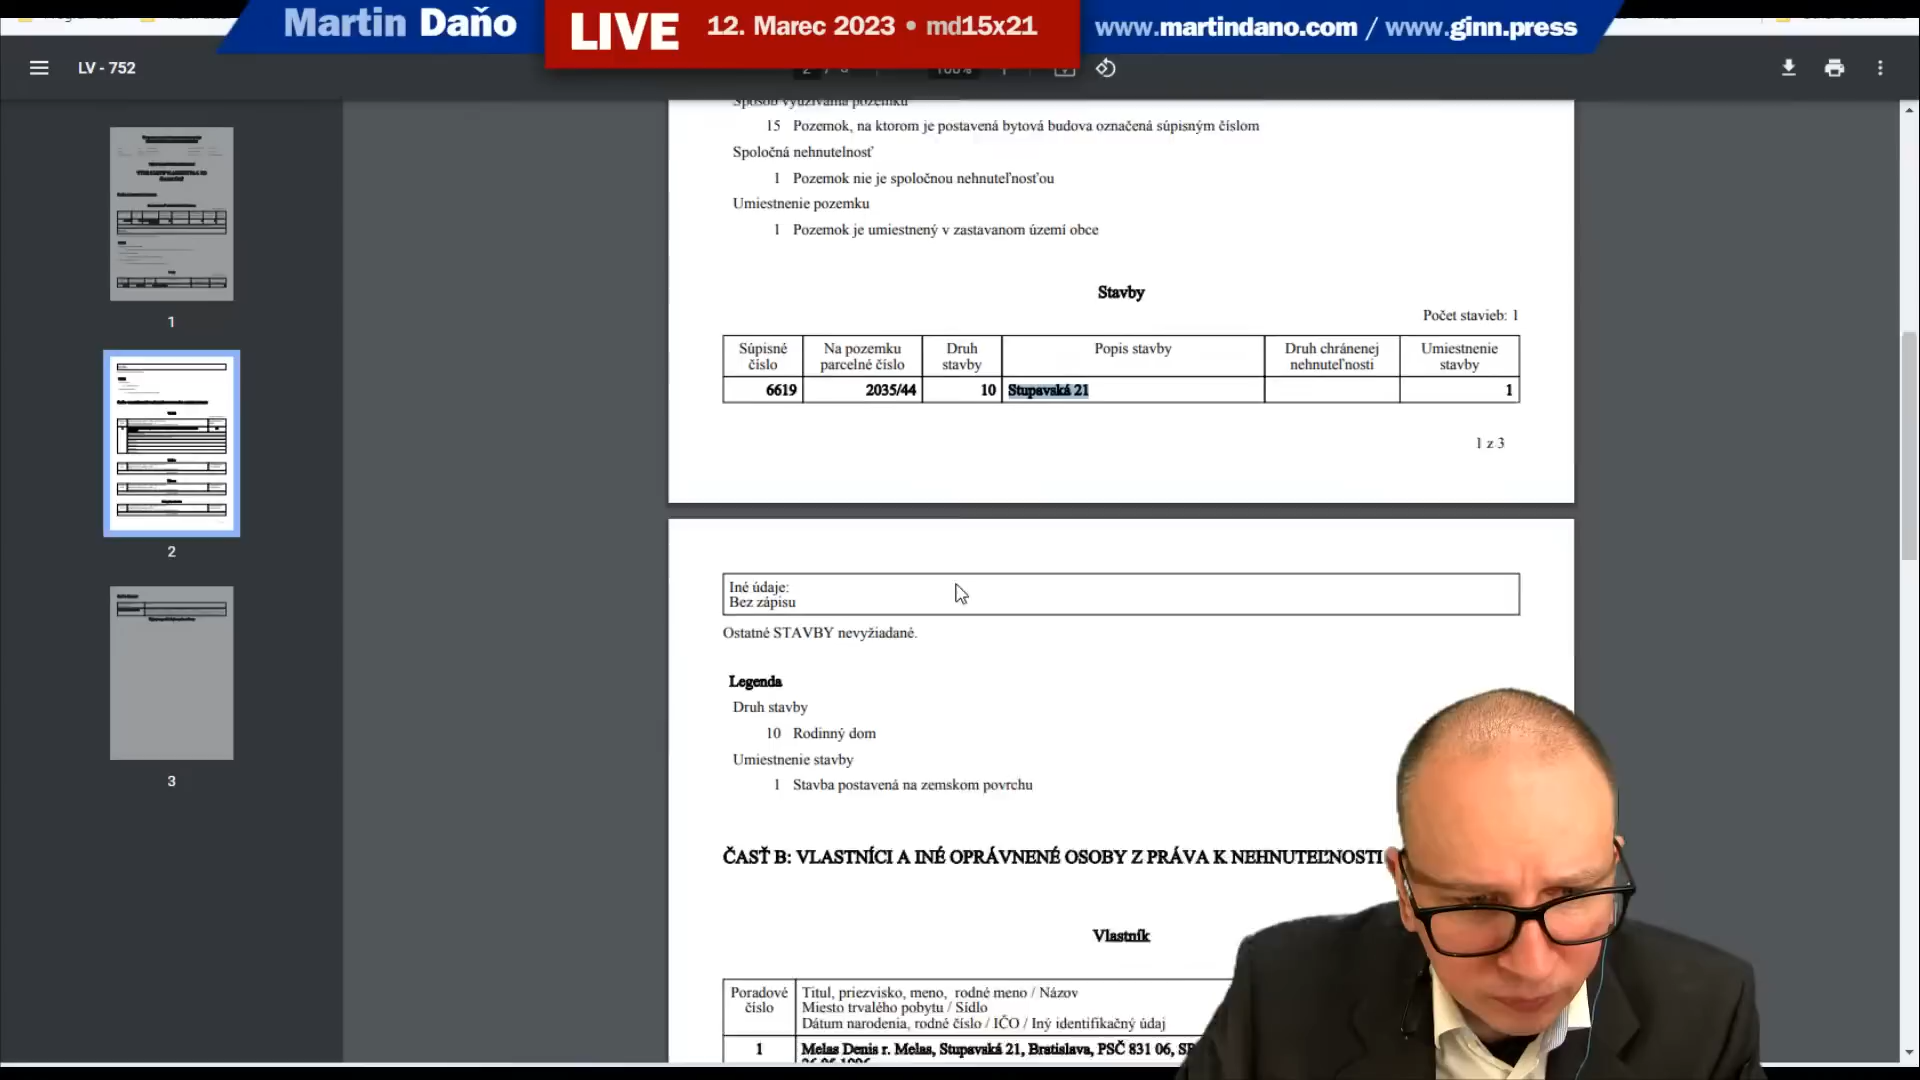 Martin Daňo
LIVE
12. Marec 2023 • md15x21
www.martindano.com / www.ginn.press
LV - 752
Spôsob využívania pozemku
15 Pozemok, na ktorom je postavená bytová budova označená súpisným číslom
Spoločná nehnuteľnosť
1 Pozemok nie je spoločnou nehnuteľnosťou
Umiestnenie pozemku
1 Pozemok je umiestnený v zastavanom území obce
Stavby
Počet stavieb: 1
Súpisné číslo
Na pozemku parcelné číslo
Druh stavby
Popis stavby
Druh chránenej nehnuteľnosti
Umiestnenie stavby
6619 2035/44 10 Stupavská 21 1
1 z 3
Iné údaje:
Bez zápisu
Ostatné STAVBY nevyžiadané.
Legenda
Druh stavby
10 Rodinný dom
Umiestnenie stavby
1 Stavba postavená na zemskom povrchu
ČASŤ B: VLASTNÍCI A INÉ OPRÁVNENÉ OSOBY Z PRÁVA K NEHNUTEĽNOSTI
Vlastník
Poradové číslo
Titul, priezvisko, meno, rodné meno / Názov
Miesto trvalého pobytu / Sídlo
Dátum narodenia, rodné číslo / IČO / Iný identifikačný údaj
1 Melas Denis r. Melas, Stupavská 21, Bratislava, PSČ 831 06,
1
2
3